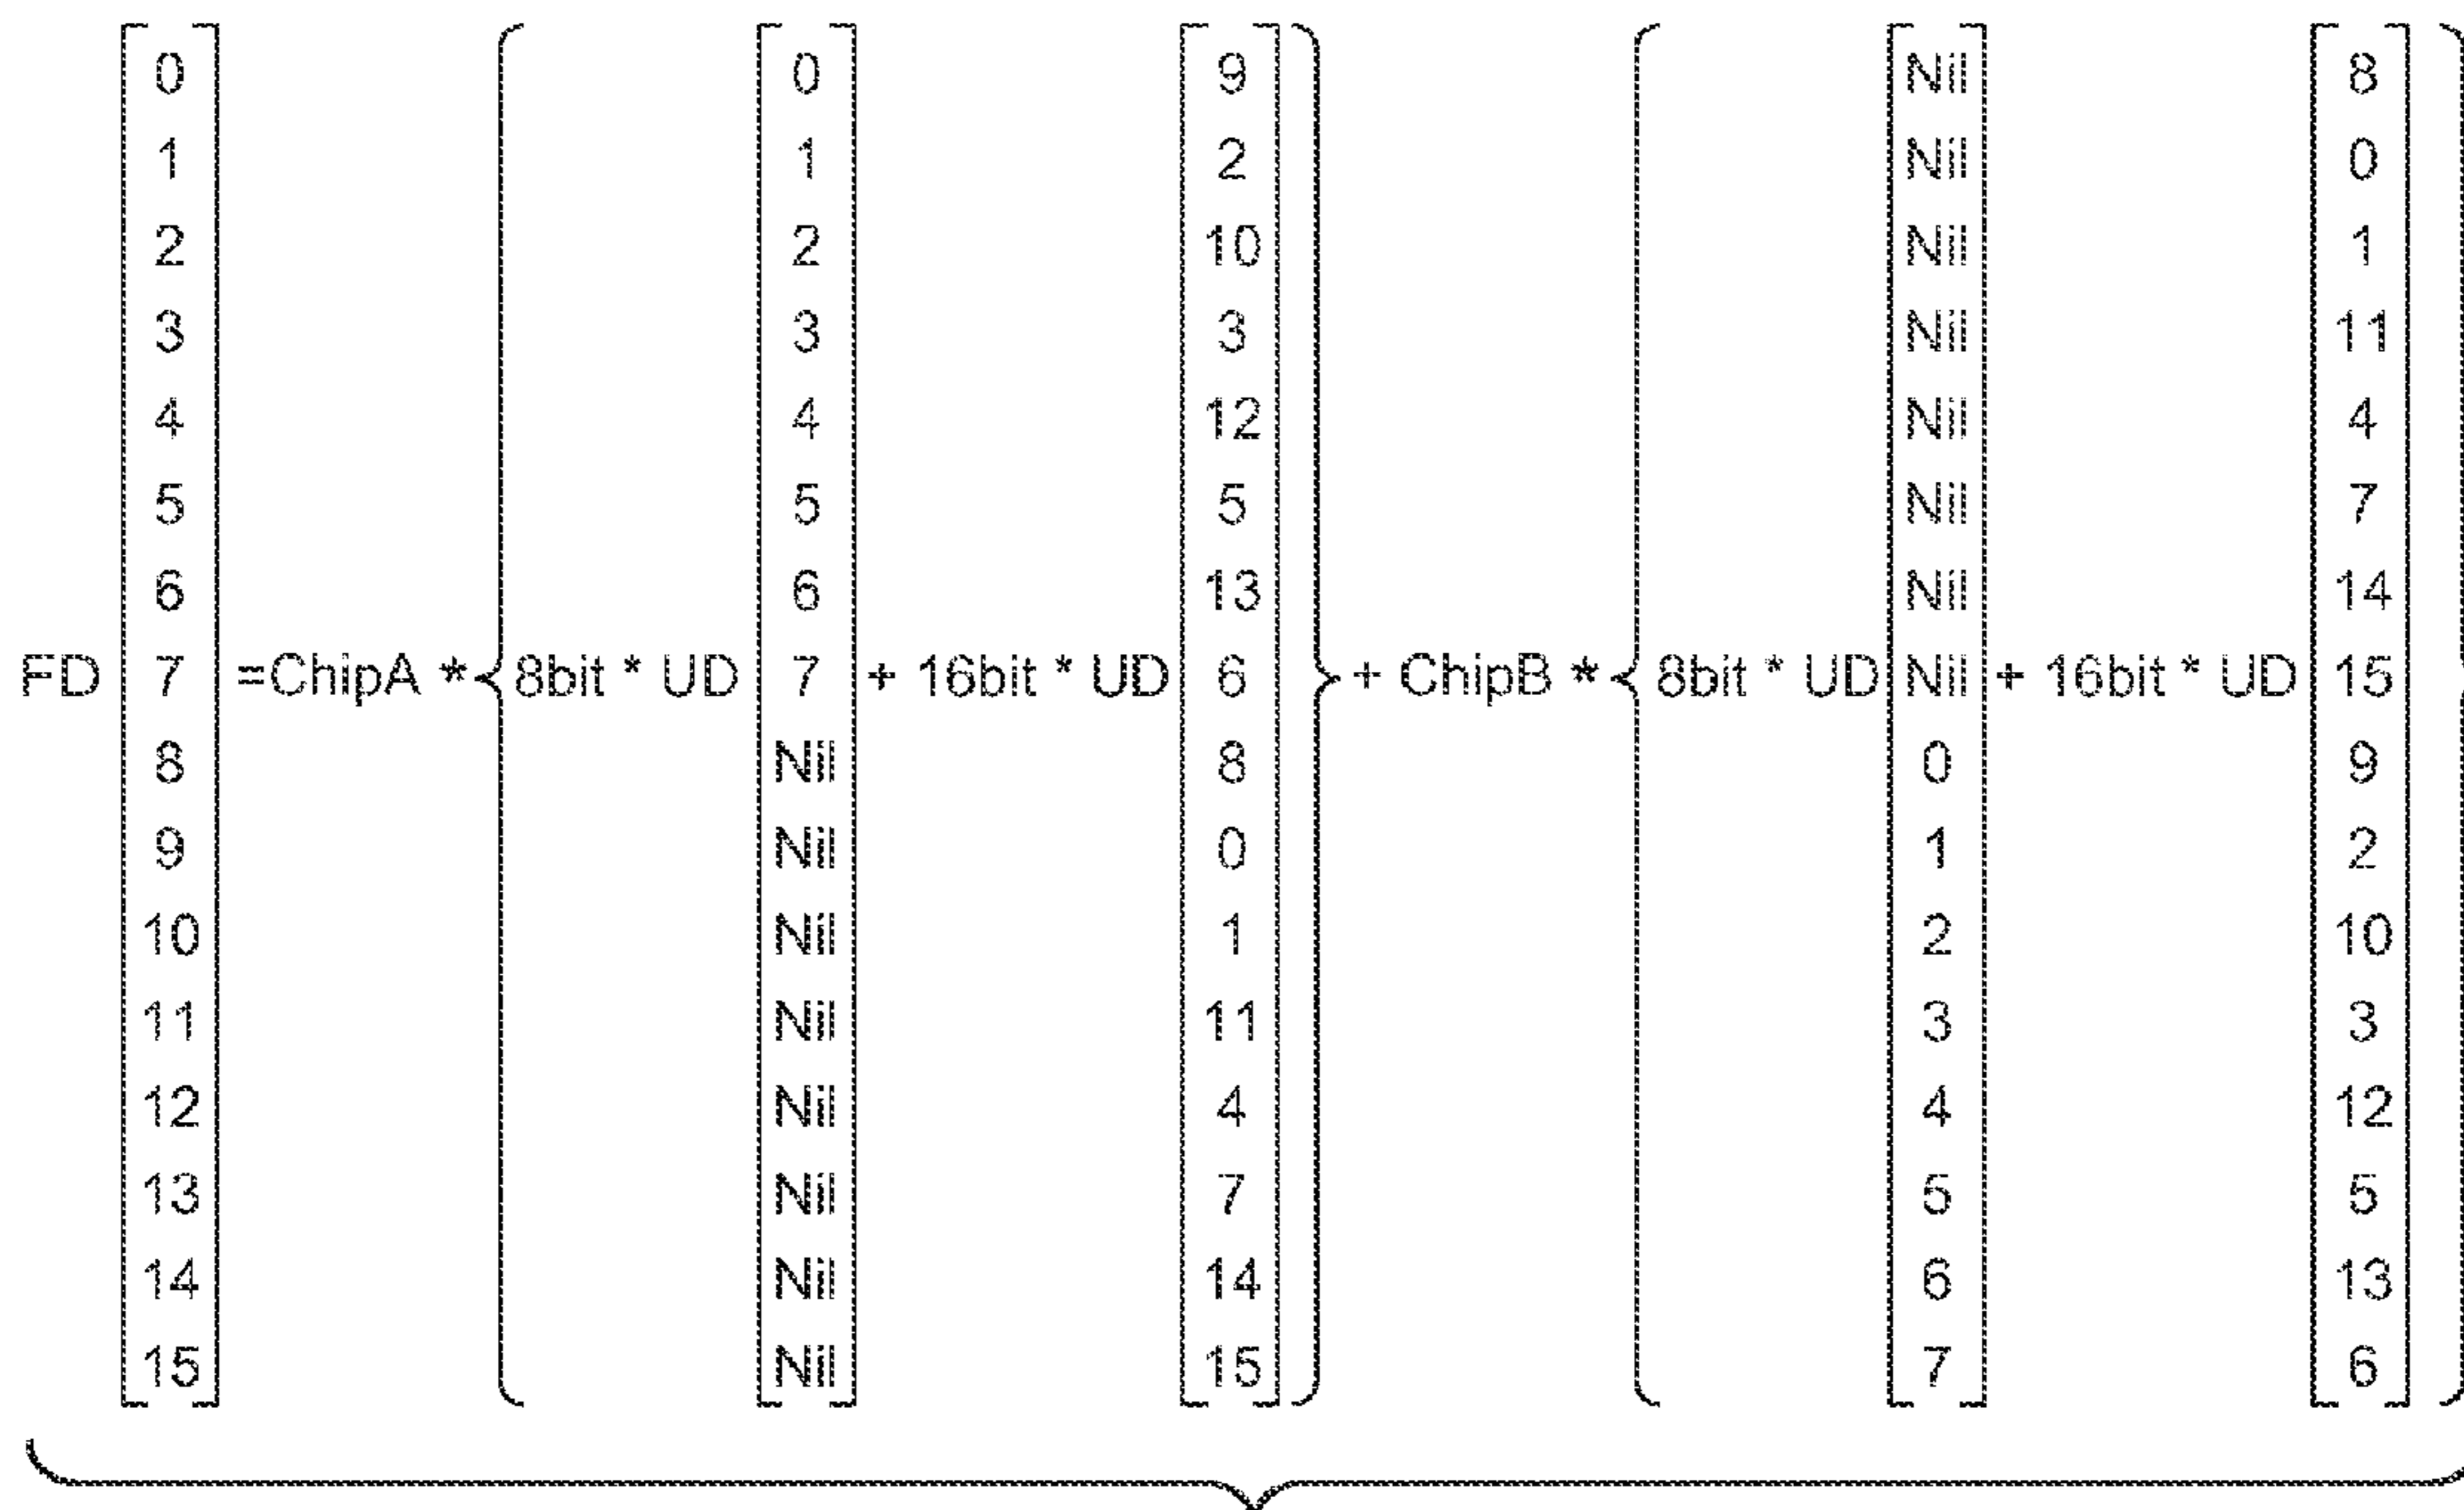 0 0 9 Nil 8
1 1 2 Nil 0
2 2 10 Nil 1
3 3 3 Nil 11
4 4 12 Nil 4
5 5 5 Nil 7
6 6 13 Nil 14
FD 7 =ChipA * { 8bit * UD 7 + 16bit * UD 6 } + ChipB * { 8bit * UD Nil + 16bit * UD 15 }
8 Nil 8 0 9
9 Nil 0 1 2
10 Nil 1 2 10
11 Nil 11 3 3
12 Nil 4 4 12
13 Nil 7 5 5
14 Nil 14 6 13
15 Nil 15 7 6